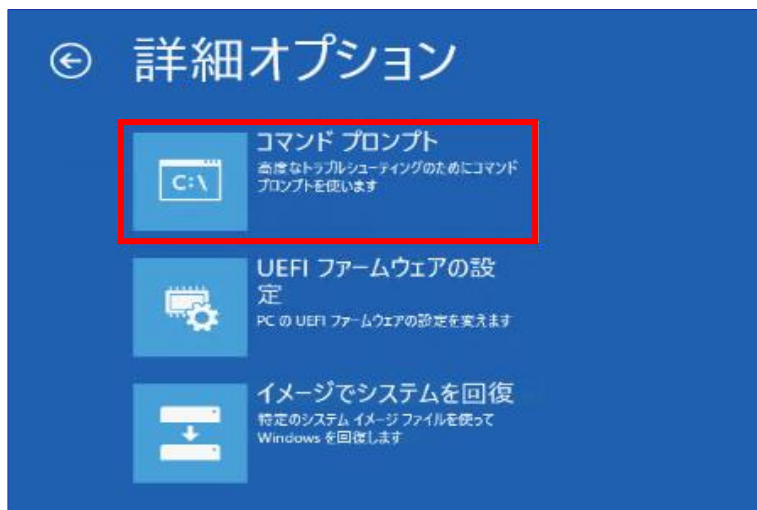 詳細オプション
コマンド プロンプト
高度なトラブルシューティングのためにコマンド
プロンプトを使います
C:\
UEFI ファームウェアの設
定
PC の UEFI ファームウェアの設定を変えます
イメージでシステムを回復
特定のシステム イメージ ファイルを使って
Windows を回復します